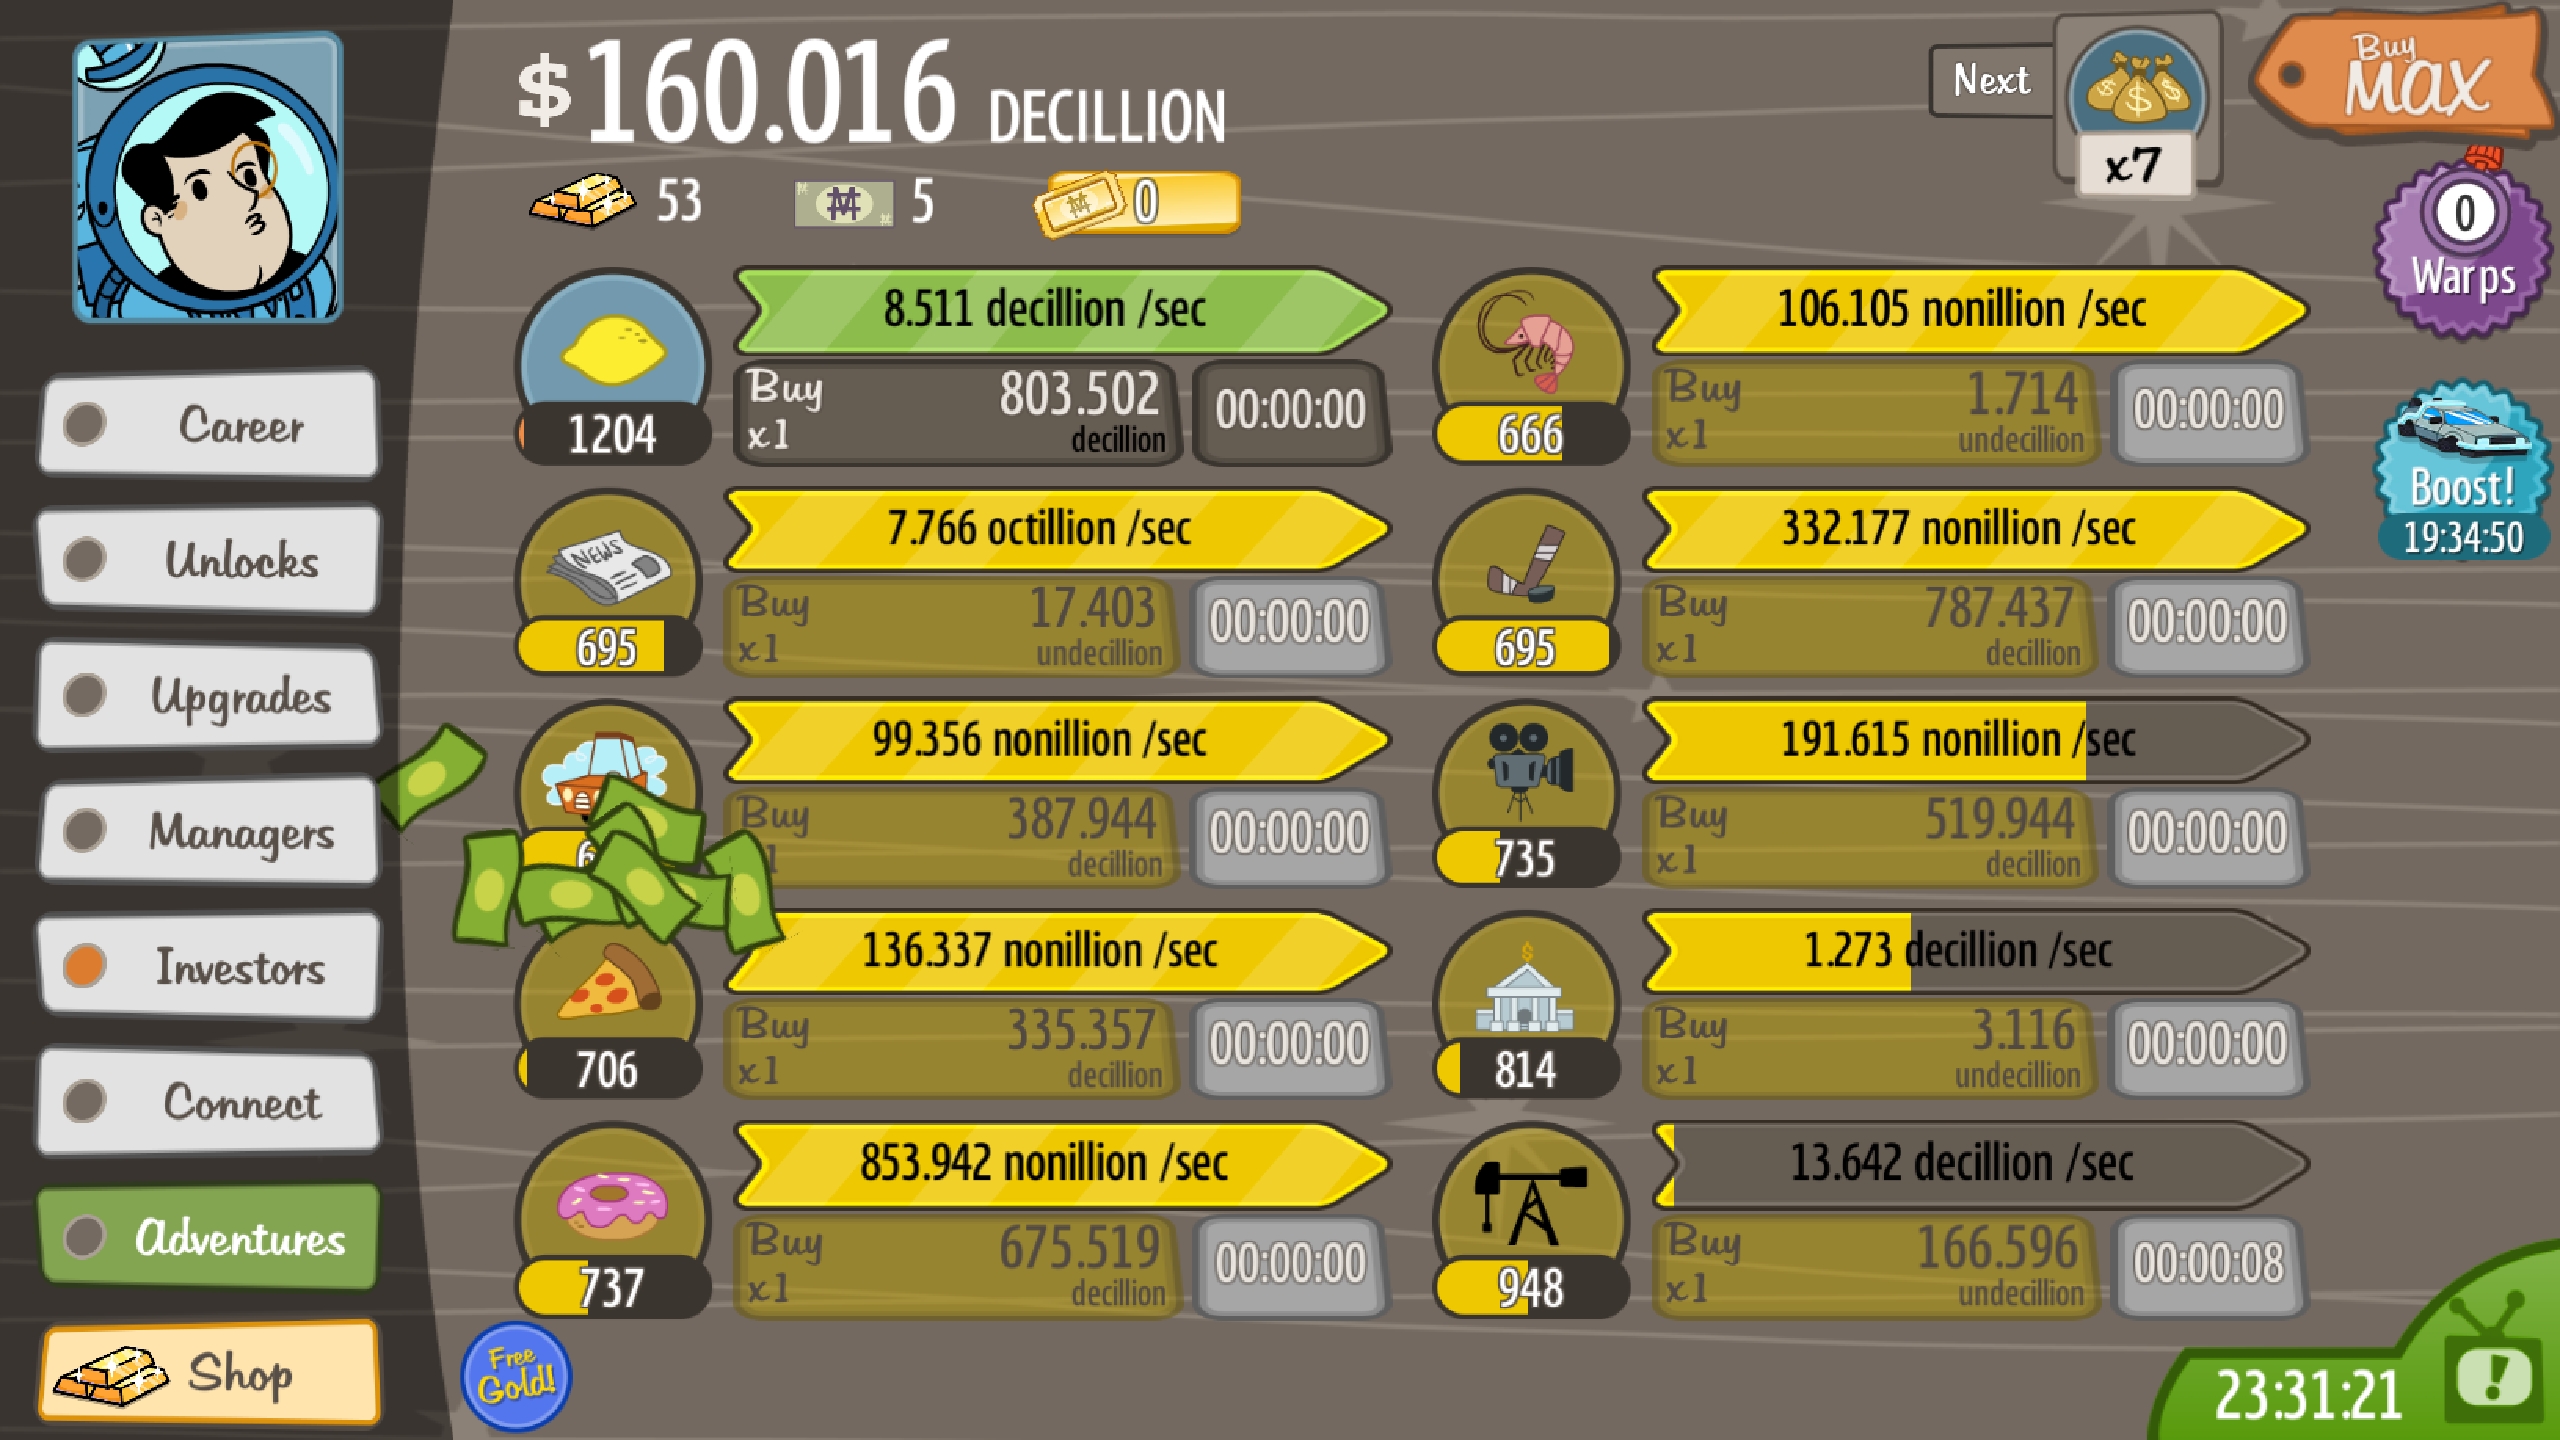 $160.016 DECILLION
53
5
0
Next
x7
Buy
MAX
0
Warps
Boost!
19:34:50
Career
Unlocks
Upgrades
Managers
Investors
Connect
Adventures
Shop
8.511 decillion /sec
1204
Buy
x1
803.502
decillion
00:00:00
106.105 nonillion /sec
666
Buy
x1
1.714
undecillion
00:00:00
NEWS
7.766 octillion /sec
695
Buy
x1
17.403
undecillion
00:00:00
332.177 nonillion /sec
695
Buy
x1
787.437
decillion
00:00:00
99.356 nonillion /sec
Buy
387.944
decillion
00:00:00
191.615 nonillion /sec
735
Buy
x1
519.944
decillion
00:00:00
136.337 nonillion /sec
706
Buy
x1
335.357
decillion
00:00:00
1.273 decillion /sec
814
Buy
x1
3.116
undecillion
00:00:00
853.942 nonillion /sec
737
Buy
x1
675.519
decillion
00:00:00
13.642 decillion /sec
948
Buy
x1
166.596
undecillion
00:00:08
Free
Gold!
23:31:21
!